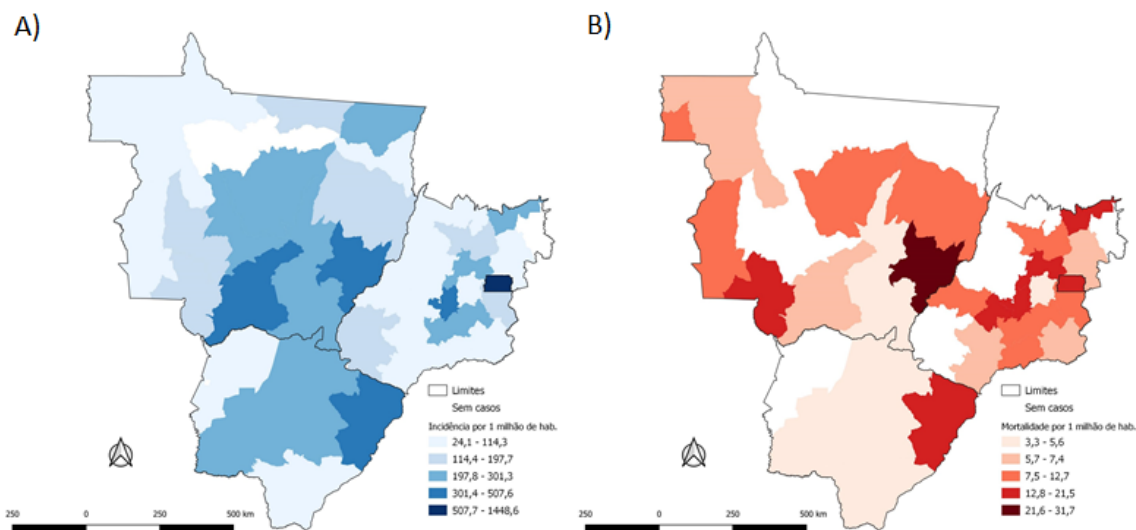 A)
B)
Limites
Sem casos
Incidência por 1 milhão de hab.
24,1 - 114,3
114,4 - 197,7
197,8 - 301,3
301,4 - 507,6
507,7 - 1448,6
250 0 250 500 km
Limites
Sem casos
Mortalidade por 1 milhão de hab.
3,3 - 5,6
5,7 - 7,4
7,5 - 12,7
12,8 - 21,5
21,6 - 31,7
250 0 250 500 km